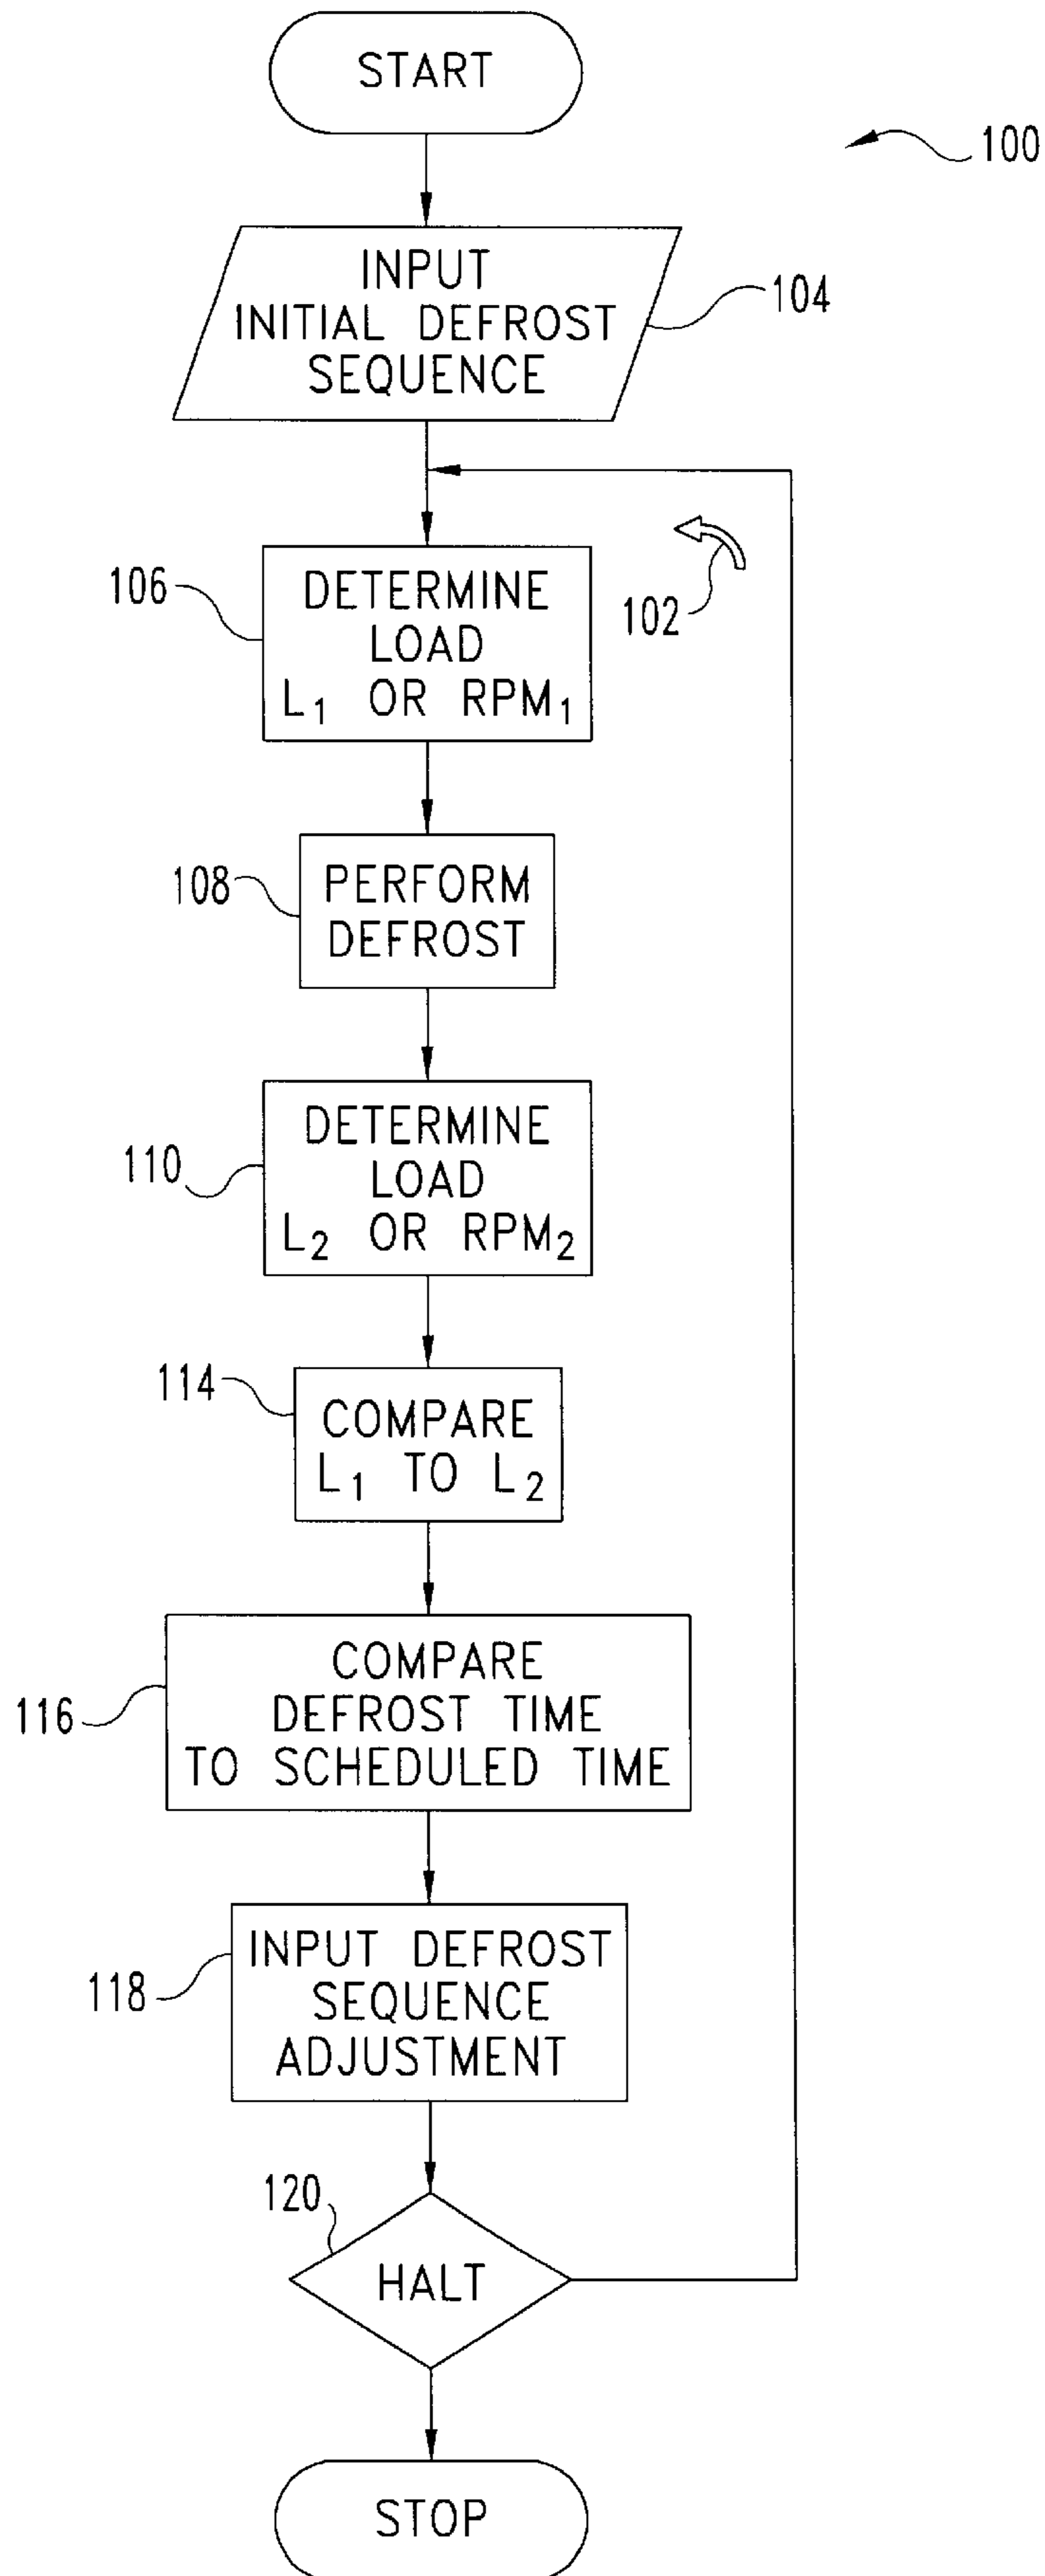 START
100
INPUT
INITIAL DEFROST
SEQUENCE
104
102
106
DETERMINE
LOAD
L₁ OR RPM₁
108
PERFORM
DEFROST
110
DETERMINE
LOAD
L₂ OR RPM₂
114
COMPARE
L₁ TO L₂
116
COMPARE
DEFROST TIME
TO SCHEDULED TIME
118
INPUT DEFROST
SEQUENCE
ADJUSTMENT
120
HALT
STOP